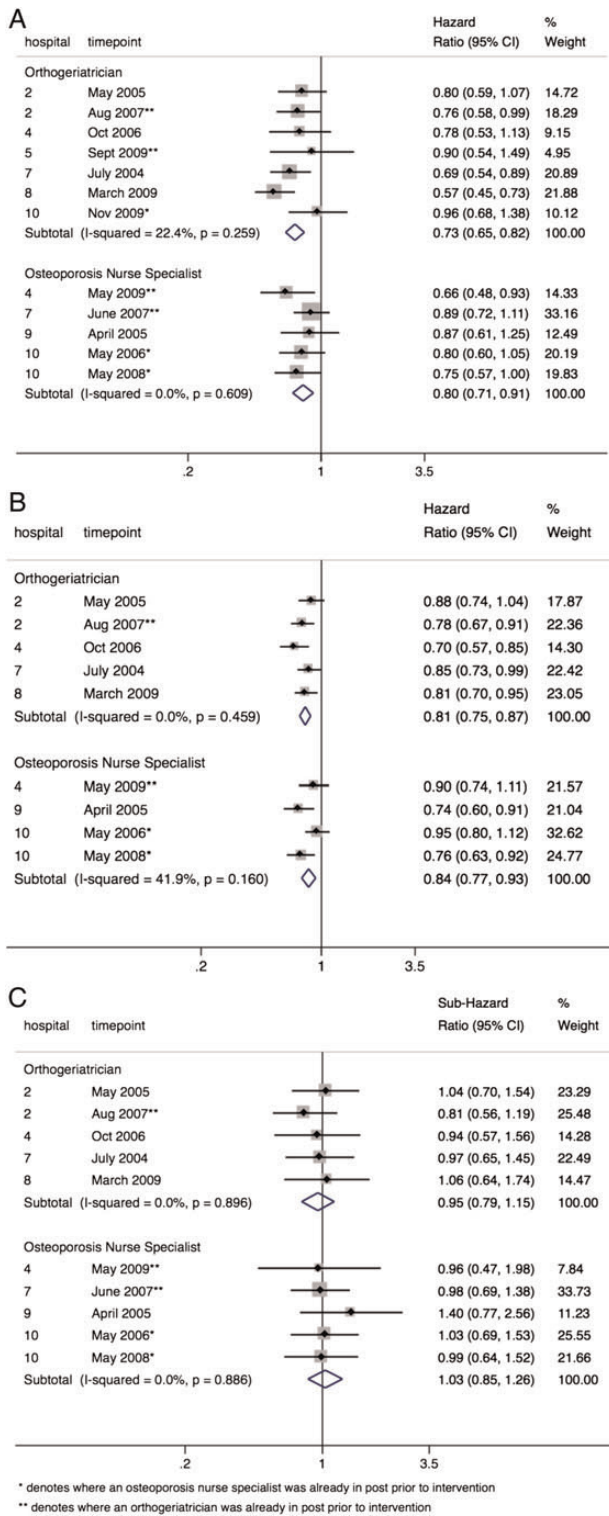 A
Hazard %
hospital timepoint Ratio (95% CI) Weight
Orthogeriatrician
2 May 2005 0.80 (0.59, 1.07) 14.72
2 Aug 2007** 0.76 (0.58, 0.99) 18.29
4 Oct 2006 0.78 (0.53, 1.13) 9.15
5 Sept 2009** 0.90 (0.54, 1.49) 4.95
7 July 2004 0.69 (0.54, 0.89) 20.89
8 March 2009 0.57 (0.45, 0.73) 21.88
10 Nov 2009* 0.96 (0.68, 1.38) 10.12
Subtotal (I-squared = 22.4%, p = 0.259) 0.73 (0.65, 0.82) 100.00
Osteoporosis Nurse Specialist
4 May 2009** 0.66 (0.48, 0.93) 14.33
7 June 2007** 0.89 (0.72, 1.11) 33.16
9 April 2005 0.87 (0.61, 1.25) 12.49
10 May 2006* 0.80 (0.60, 1.05) 20.19
10 May 2008* 0.75 (0.57, 1.00) 19.83
Subtotal (I-squared = 0.0%, p = 0.609) 0.80 (0.71, 0.91) 100.00
.2 1 3.5
B
Hazard %
hospital timepoint Ratio (95% CI) Weight
Orthogeriatrician
2 May 2005 0.88 (0.74, 1.04) 17.87
2 Aug 2007** 0.78 (0.67, 0.91) 22.36
4 Oct 2006 0.70 (0.57, 0.85) 14.30
7 July 2004 0.85 (0.73, 0.99) 22.42
8 March 2009 0.81 (0.70, 0.95) 23.05
Subtotal (I-squared = 0.0%, p = 0.459) 0.81 (0.75, 0.87) 100.00
Osteoporosis Nurse Specialist
4 May 2009** 0.90 (0.74, 1.11) 21.57
9 April 2005 0.74 (0.60, 0.91) 21.04
10 May 2006* 0.95 (0.80, 1.12) 32.62
10 May 2008* 0.76 (0.63, 0.92) 24.77
Subtotal (I-squared = 41.9%, p = 0.160) 0.84 (0.77, 0.93) 100.00
.2 1 3.5
C
Sub-Hazard %
hospital timepoint Ratio (95% CI) Weight
Orthogeriatrician
2 May 2005 1.04 (0.70, 1.54) 23.29
2 Aug 2007** 0.81 (0.56, 1.19) 25.48
4 Oct 2006 0.94 (0.57, 1.56) 14.28
7 July 2004 0.97 (0.65, 1.45) 22.49
8 March 2009 1.06 (0.64, 1.74) 14.47
Subtotal (I-squared = 0.0%, p = 0.896) 0.95 (0.79, 1.15) 100.00
Osteoporosis Nurse Specialist
4 May 2009** 0.96 (0.47, 1.98) 7.84
7 June 2007** 0.98 (0.69, 1.38) 33.73
9 April 2005 1.40 (0.77, 2.56) 11.23
10 May 2006* 1.03 (0.69, 1.53) 25.55
10 May 2008* 0.99 (0.64, 1.52) 21.66
Subtotal (I-squared = 0.0%, p = 0.886) 1.03 (0.85, 1.26) 100.00
.2 1 3.5
* denotes where an osteoporosis nurse specialist was already in post prior to intervention
** denotes where an orthogeriatrician was already in post prior to intervention